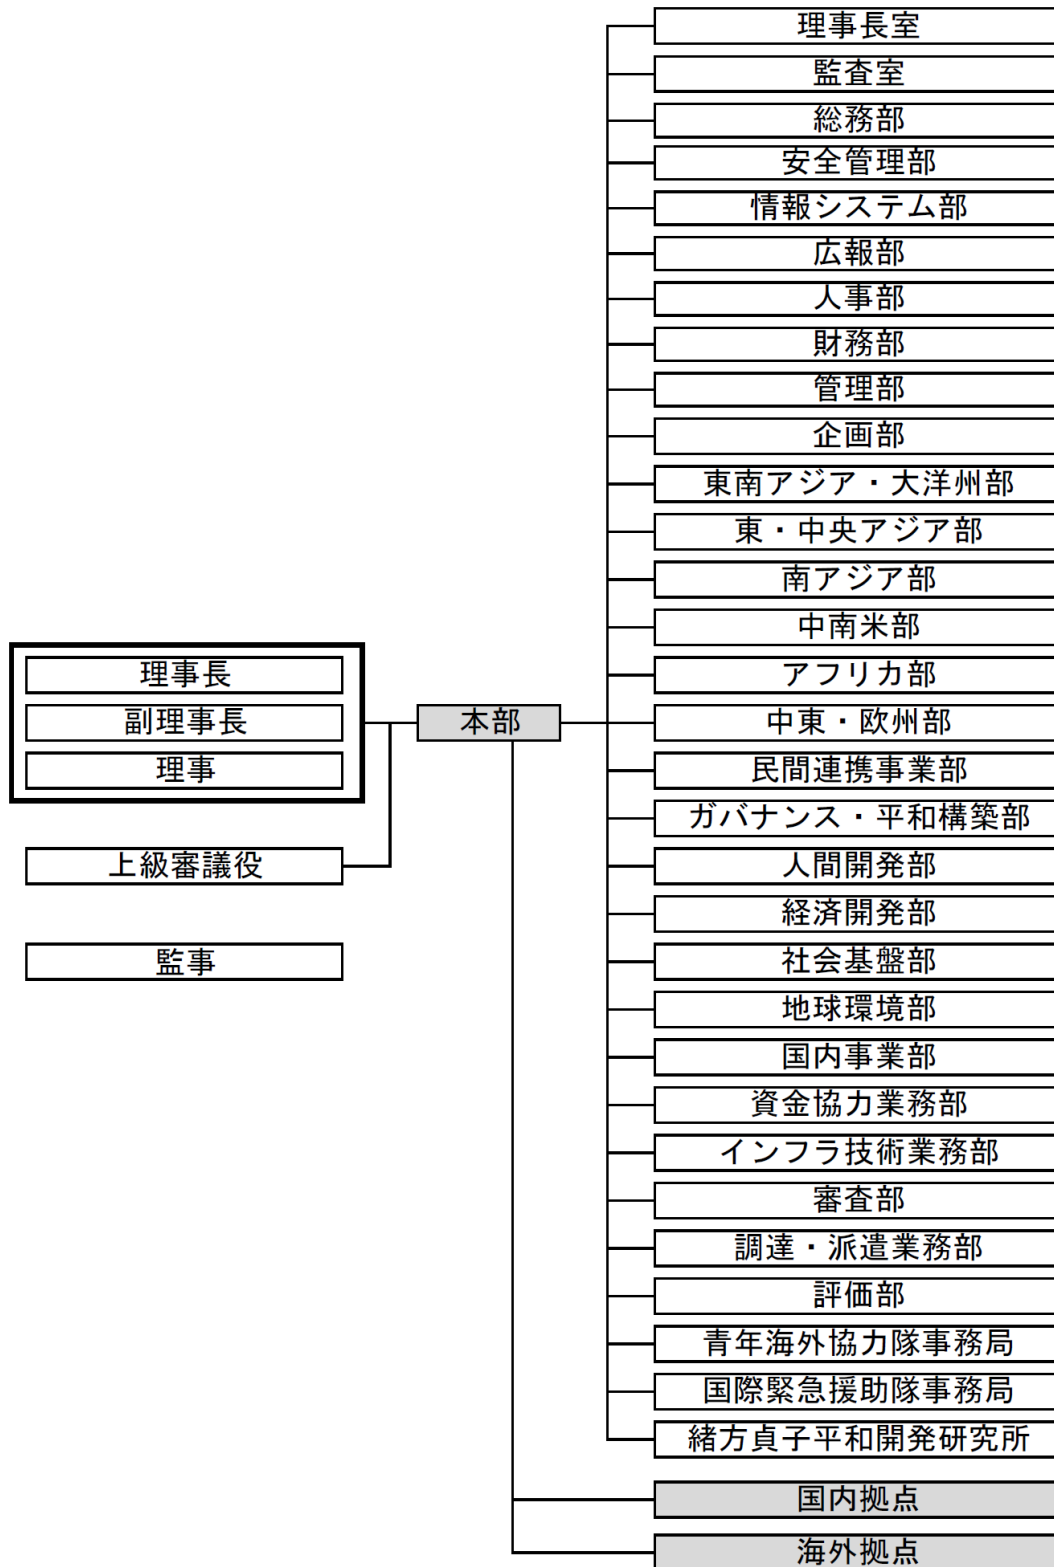 理事長室
監査室
総務部
安全管理部
情報システム部
広報部
人事部
財務部
管理部
企画部
東南アジア・大洋州部
東・中央アジア部
南アジア部
中南米部
アフリカ部
中東・欧州部
民間連携事業部
ガバナンス・平和構築部
人間開発部
経済開発部
社会基盤部
地球環境部
国内事業部
資金協力業務部
インフラ技術業務部
審査部
調達・派遣業務部
評価部
青年海外協力隊事務局
国際緊急援助隊事務局
緒方貞子平和開発研究所
国内拠点
海外拠点
本部
理事長
副理事長
理事
上級審議役
監事